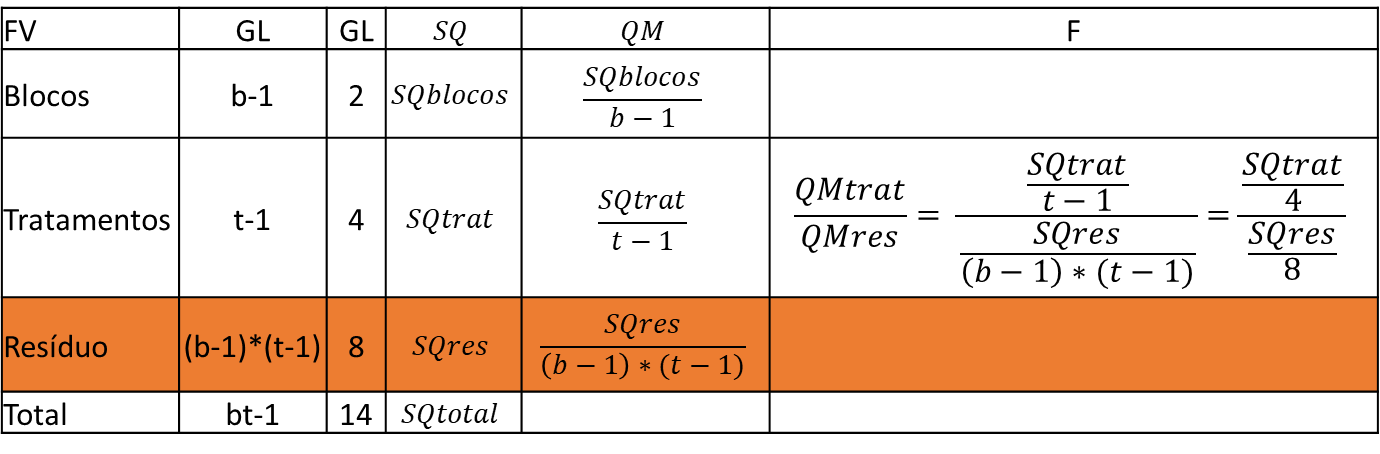 FV GL GL SQ QM F
Blocos b-1 2 SQblocos SQblocos / b − 1
Tratamentos t-1 4 SQtrat SQtrat / t − 1 QMtrat / QMres = (SQtrat / t − 1) / (SQres / (b − 1) ∗ (t − 1)) = (SQtrat / 4) / (SQres / 8)
Resíduo (b-1)*(t-1) 8 SQres SQres / (b − 1) ∗ (t − 1)
Total bt-1 14 SQtotal